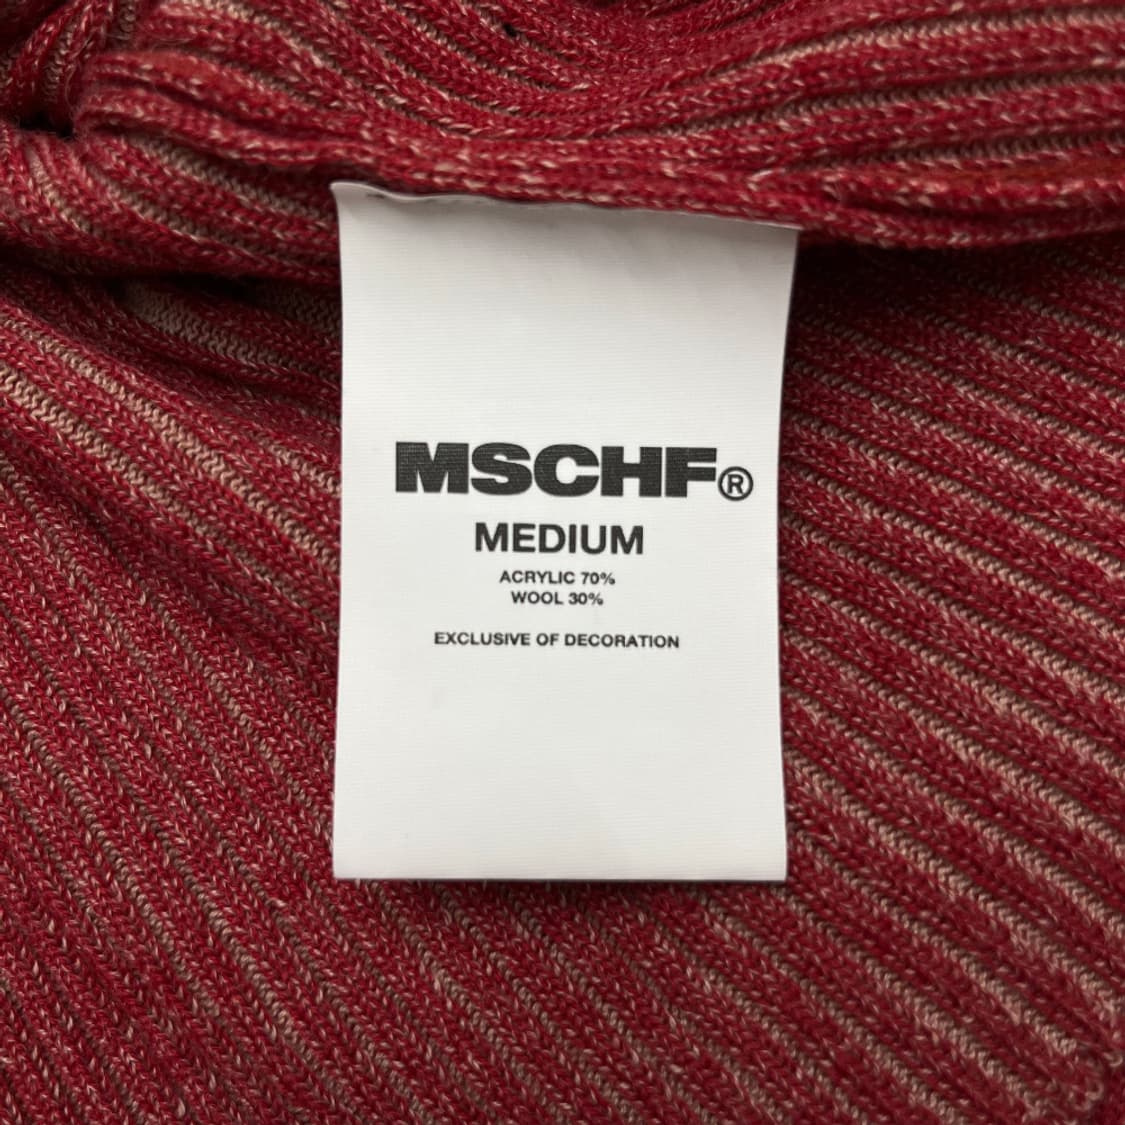 MSCHF®
MEDIUM
ACRYLIC 70%
WOOL 30%
EXCLUSIVE OF DECORATION